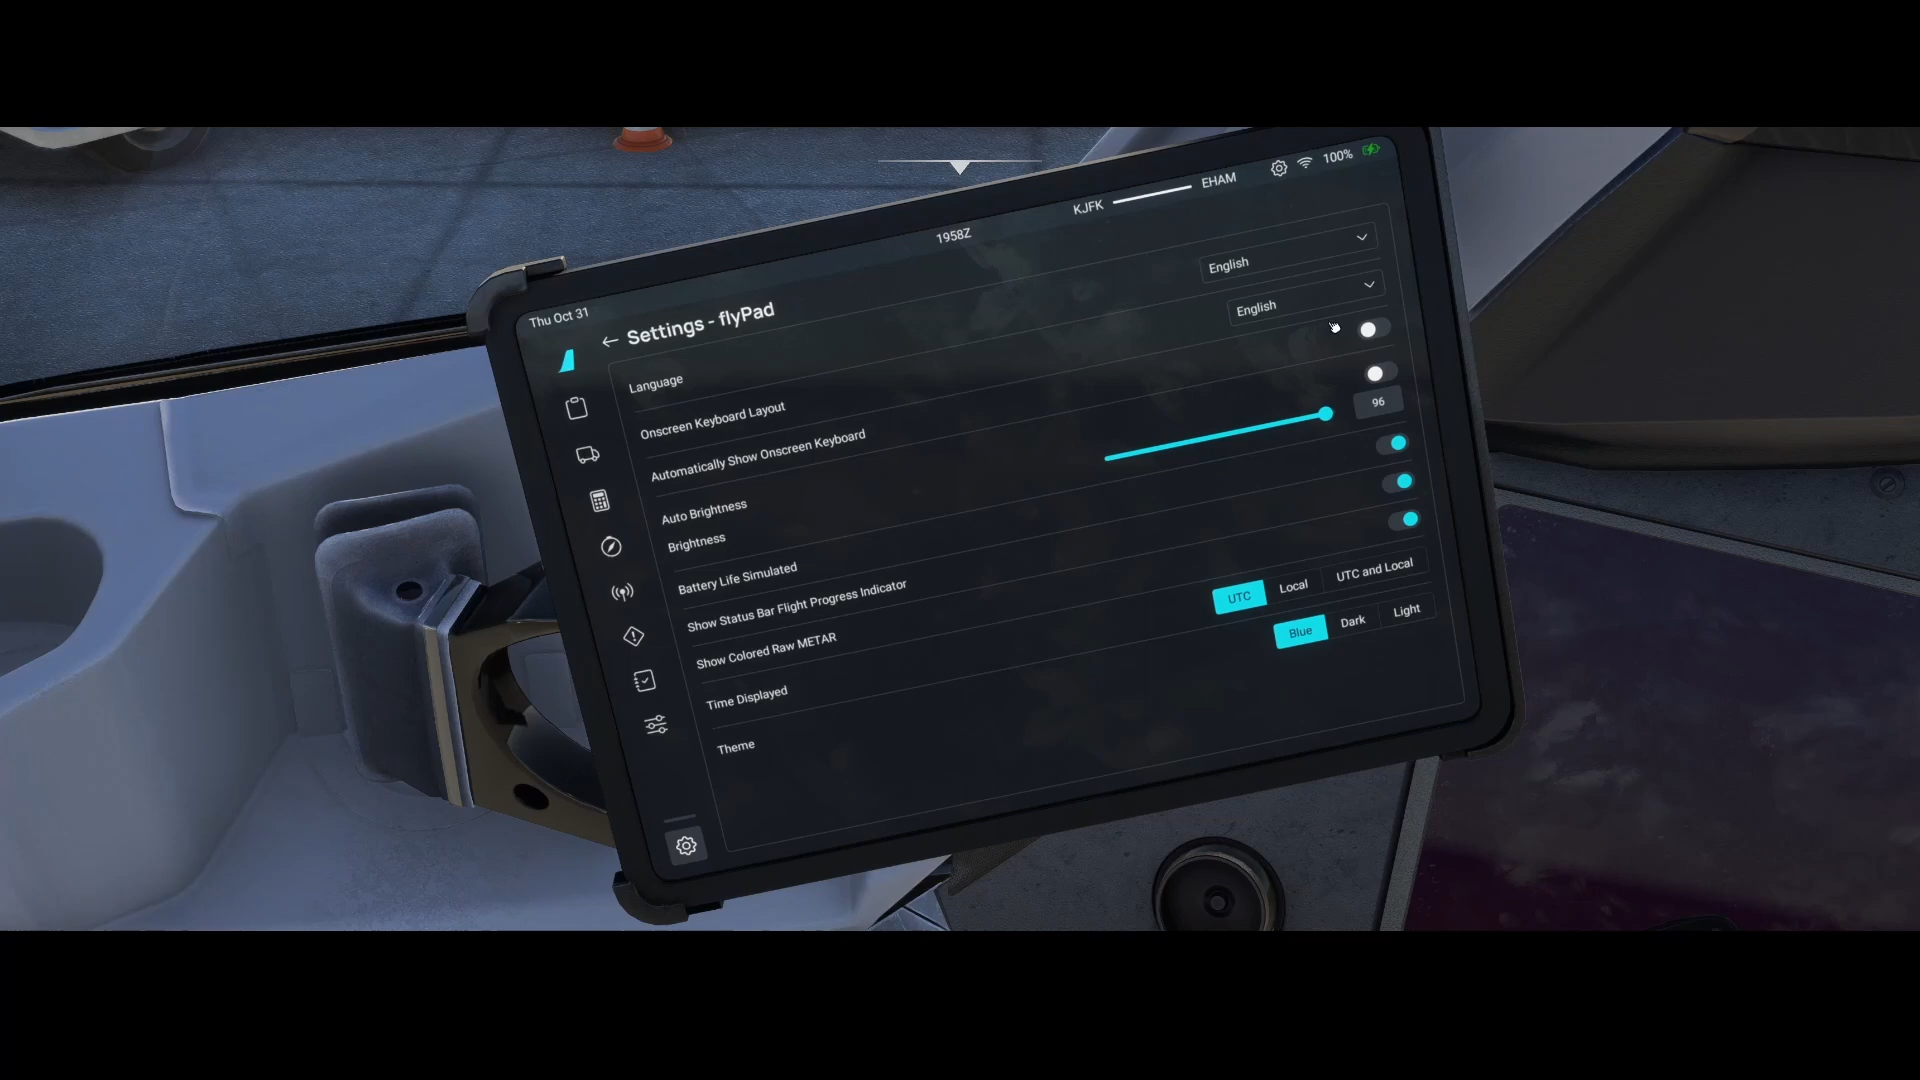 Thu Oct 31
1958Z
KJFK
EHAM
100%
Settings - flyPad
Language
English
Onscreen Keyboard Layout
English
Automatically Show Onscreen Keyboard
Auto Brightness
Brightness
96
Battery Life Simulated
Show Status Bar Flight Progress Indicator
Show Colored Raw METAR
Time Displayed
UTC Local UTC and Local
Theme
Blue Dark Light